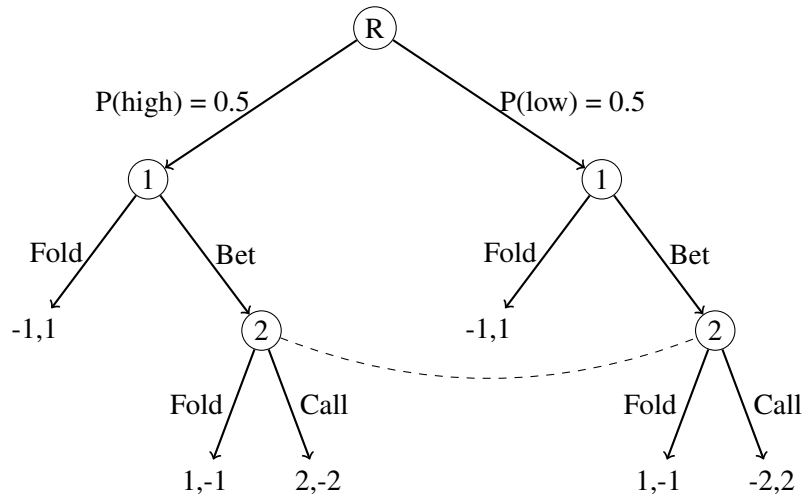 R
P(high) = 0.5
P(low) = 0.5
1
1
Fold
Bet
Fold
Bet
-1,1
2
-1,1
2
Fold
Call
Fold
Call
1,-1
2,-2
1,-1
-2,2